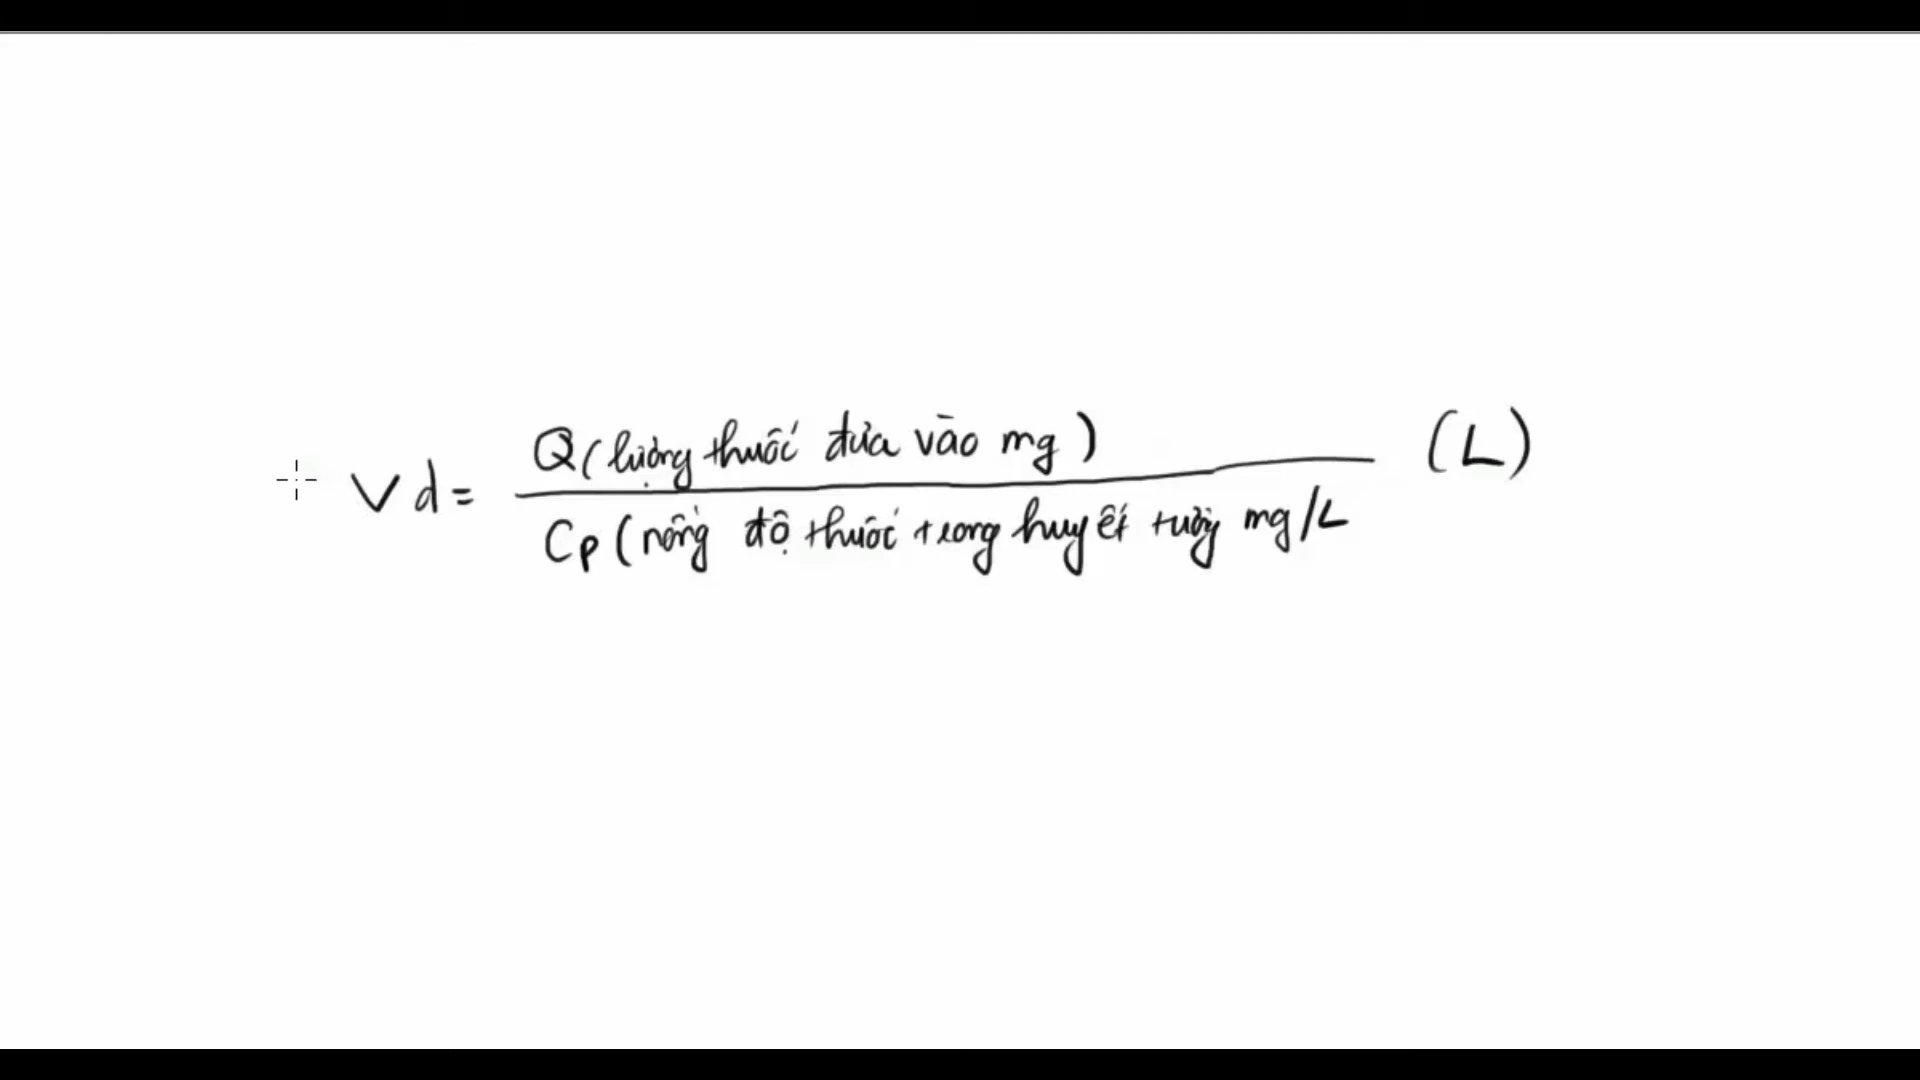 Q (lượng thuốc đưa vào mg)
Vd = (L)
Cp (nồng độ thuốc trong huyết tương mg/L